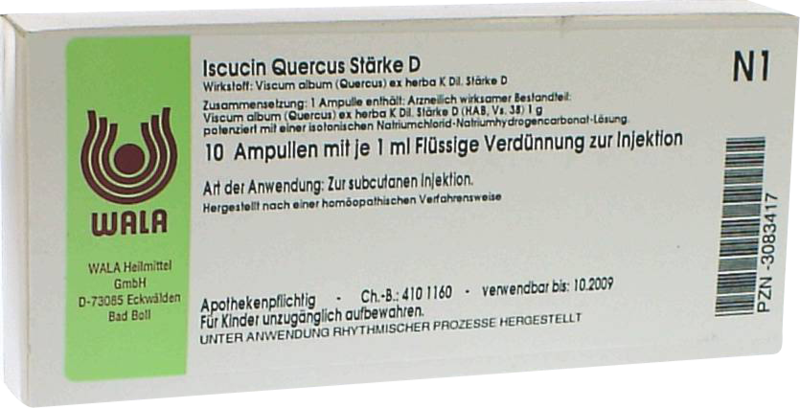 Iscucin Quercus Stärke D
Wirkstoff: Viscum album (Quercus) ex herba K Dil. Stärke D
Zusammensetzung: 1 Ampulle enthält: Arzneilich wirksamer Bestandteil:
Viscum album (Quercus) ex herba K Dil. Stärke D (HAB, Vs. 38) 1 g
potenziert mit einer isotonischen Natriumchlorid-Natriumhydrogencarbonat-Lösung.
10 Ampullen mit je 1 ml Flüssige Verdünnung zur Injektion
Art der Anwendung: Zur subcutanen Injektion.
Hergestellt nach einer homöopathischen Verfahrensweise
Apothekenpflichtig - Ch.-B.: 410 1160 - verwendbar bis: 10.2009
Für Kinder unzugänglich aufbewahren.
UNTER ANWENDUNG RHYTHMISCHER PROZESSE HERGESTELLT
N1
PZN -3083417
WALA
WALA Heilmittel
GmbH
D-73085 Eckwälden
Bad Boll